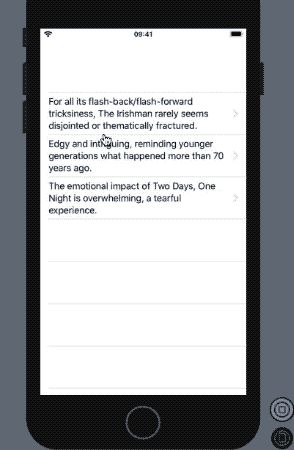 09:41
For all its flash-back/flash-forward
tricksiness, The Irishman rarely seems
disjointed or thematically fractured.
Edgy and intriguing, reminding younger
generations what happened more than 70
years ago.
The emotional impact of Two Days, One
Night is overwhelming, a tearful
experience.